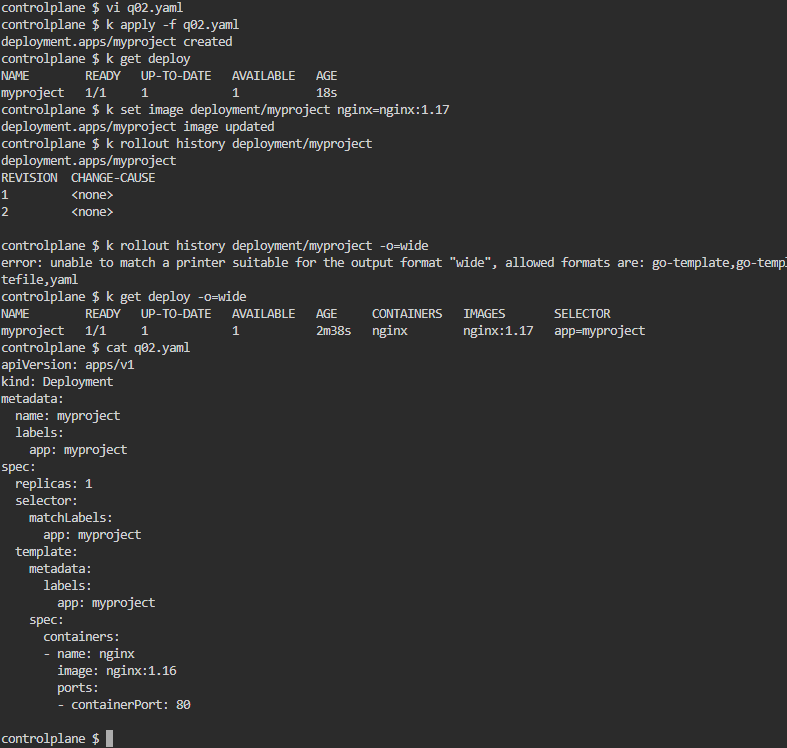 controlplane $ vi q02.yaml
controlplane $ k apply -f q02.yaml
deployment.apps/myproject created
controlplane $ k get deploy
NAME        READY   UP-TO-DATE   AVAILABLE   AGE
myproject   1/1     1            1           18s
controlplane $ k set image deployment/myproject nginx=nginx:1.17
deployment.apps/myproject image updated
controlplane $ k rollout history deployment/myproject
deployment.apps/myproject
REVISION  CHANGE-CAUSE
1         <none>
2         <none>
controlplane $ k rollout history deployment/myproject -o=wide
error: unable to match a printer suitable for the output format "wide", allowed formats are: go-template,go-templ
tefile,yaml
controlplane $ k get deploy -o=wide
NAME        READY   UP-TO-DATE   AVAILABLE   AGE     CONTAINERS   IMAGES       SELECTOR
myproject   1/1     1            1           2m38s   nginx        nginx:1.17   app=myproject
controlplane $ cat q02.yaml
apiVersion: apps/v1
kind: Deployment
metadata:
  name: myproject
  labels:
    app: myproject
spec:
  replicas: 1
  selector:
    matchLabels:
      app: myproject
  template:
    metadata:
      labels:
        app: myproject
    spec:
      containers:
      - name: nginx
        image: nginx:1.16
        ports:
        - containerPort: 80
controlplane $